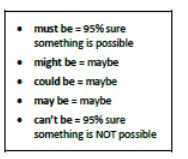 • must be = 95% sure
something is possible
• might be = maybe
• could be = maybe
• may be = maybe
• can't be = 95% sure
something is NOT possible